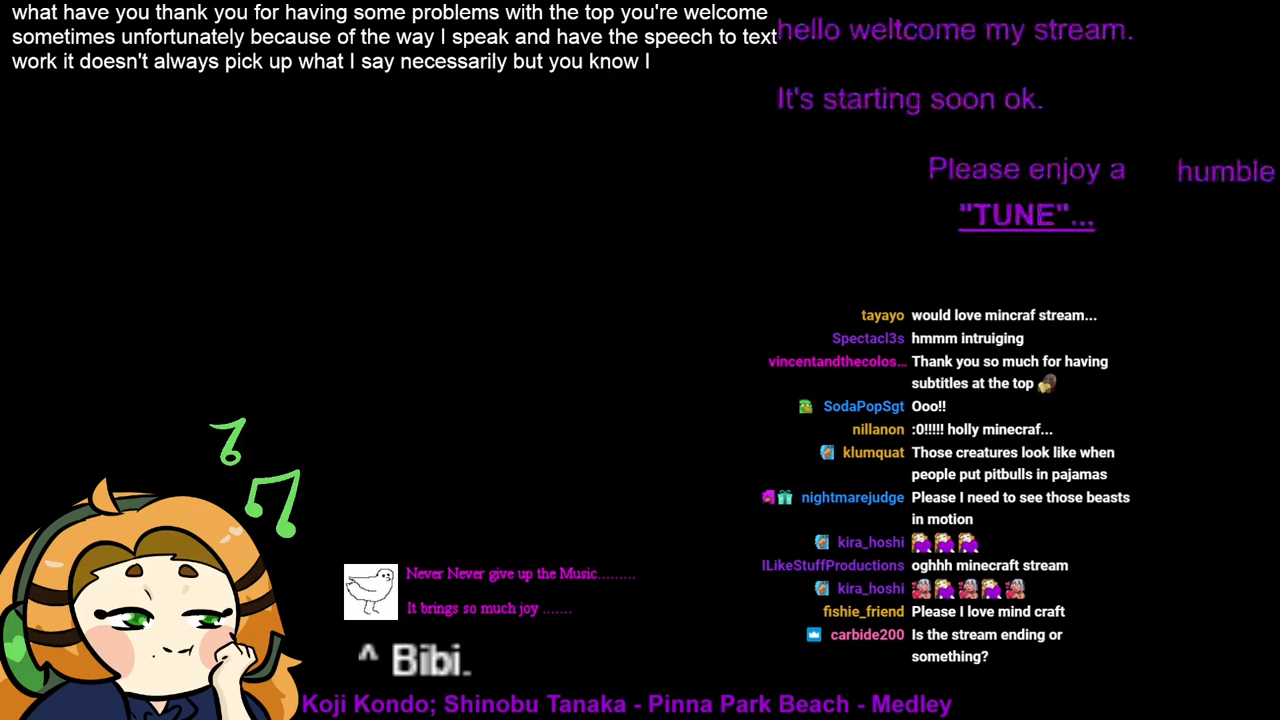 what have you thank you for having some problems with the top you're welcome
sometimes unfortunately because of the way I speak and have the speech to text
work it doesn't always pick up what I say necessarily but you know I
hello weltcome my stream.
It's starting soon ok.
Please enjoy a humble
"TUNE"...
tayayo would love mincraf stream...
Spectacl3s hmmm intruiging
vincentandthecolos... Thank you so much for having
subtitles at the top
SodaPopSgt Ooo!!
nillanon :0!!!!! holly minecraf...
klumquat Those creatures look like when
people put pitbulls in pajamas
nightmarejudge Please I need to see those beasts
in motion
kira_hoshi
ILikeStuffProductions oghhh minecraft stream
kira_hoshi
fishie_friend Please I love mind craft
carbide200 Is the stream ending or
something?
Never Never give up the Music.........
It brings so much joy .......
^ Bibi.
Koji Kondo; Shinobu Tanaka - Pinna Park Beach - Medley